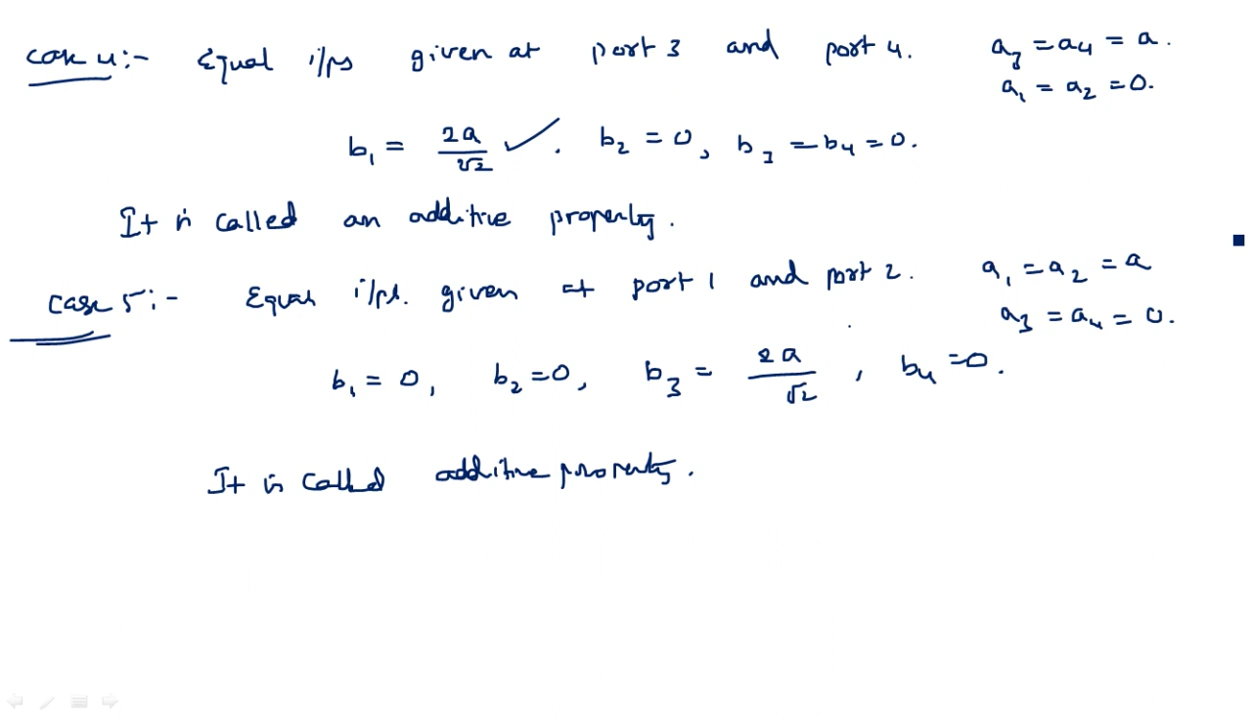 Case 4:- Equal i/ps given at port 3 and port 4. a₃ = a₄ = a.
a₁ = a₂ = 0.
b₁ = 2a/√2 ✓. b₂ = 0, b₃ = b₄ = 0.
It is called an additive property.
Case 5:- Equal i/ps. given at port 1 and port 2. a₁ = a₂ = a
a₃ = a₄ = 0.
b₁ = 0, b₂ = 0, b₃ = 2a/√2, b₄ = 0.
It is called additive property.